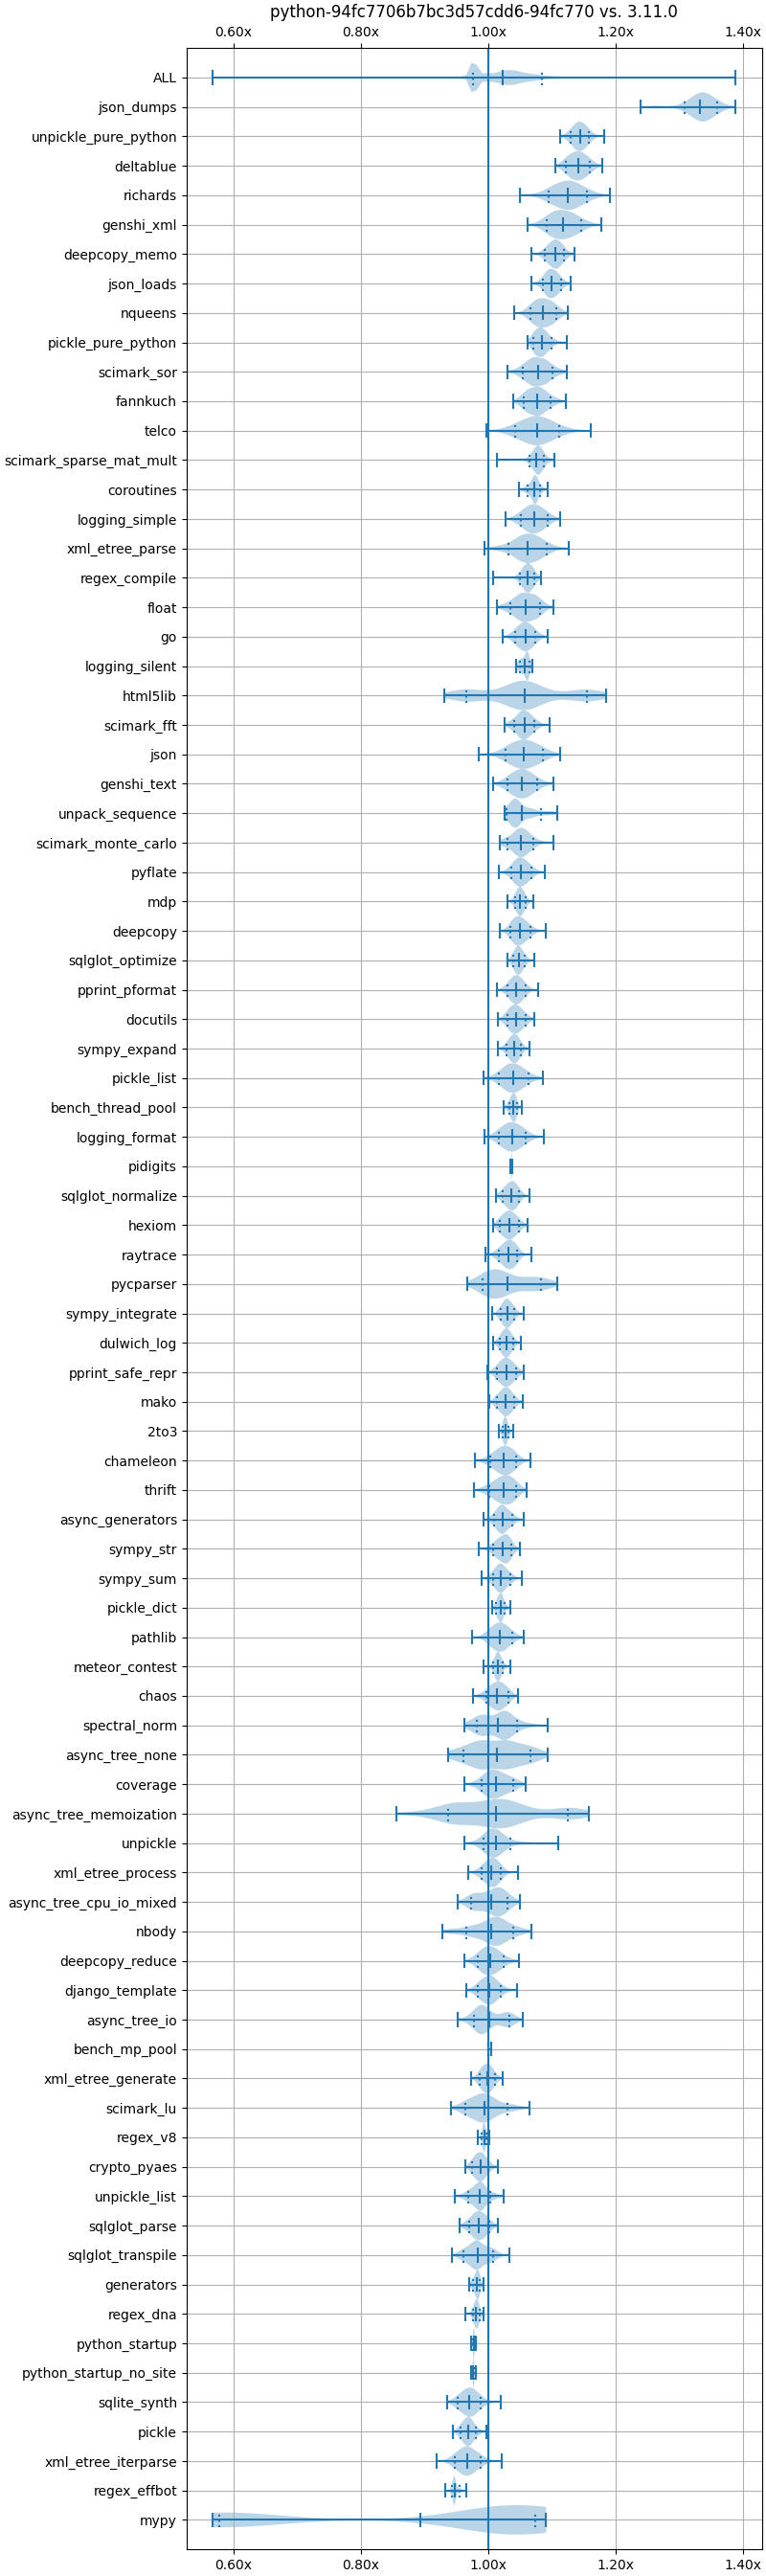 python-94fc7706b7bc3d57cdd6-94fc770 vs. 3.11.0
0.60x 0.80x 1.00x 1.20x 1.40x
ALL
json_dumps
unpickle_pure_python
deltablue
richards
genshi_xml
deepcopy_memo
json_loads
nqueens
pickle_pure_python
scimark_sor
fannkuch
telco
scimark_sparse_mat_mult
coroutines
logging_simple
xml_etree_parse
regex_compile
float
go
logging_silent
html5lib
scimark_fft
json
genshi_text
unpack_sequence
scimark_monte_carlo
pyflate
mdp
deepcopy
sqlglot_optimize
pprint_pformat
docutils
sympy_expand
pickle_list
bench_thread_pool
logging_format
pidigits
sqlglot_normalize
hexiom
raytrace
pycparser
sympy_integrate
dulwich_log
pprint_safe_repr
mako
2to3
chameleon
thrift
async_generators
sympy_str
sympy_sum
pickle_dict
pathlib
meteor_contest
chaos
spectral_norm
async_tree_none
coverage
async_tree_memoization
unpickle
xml_etree_process
async_tree_cpu_io_mixed
nbody
deepcopy_reduce
django_template
async_tree_io
bench_mp_pool
xml_etree_generate
scimark_lu
regex_v8
crypto_pyaes
unpickle_list
sqlglot_parse
sqlglot_transpile
generators
regex_dna
python_startup
python_startup_no_site
sqlite_synth
pickle
xml_etree_iterparse
regex_effbot
mypy
0.60x 0.80x 1.00x 1.20x 1.40x